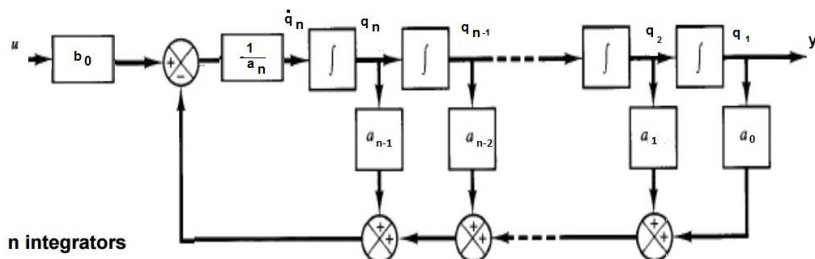 q̇ₙ qₙ qₙ₋₁ q₂ q₁
u b₀ + − 1/aₙ ∫ ∫ ∫ ∫ y
aₙ₋₁ aₙ₋₂ a₁ a₀
+ + + + + +
n integrators